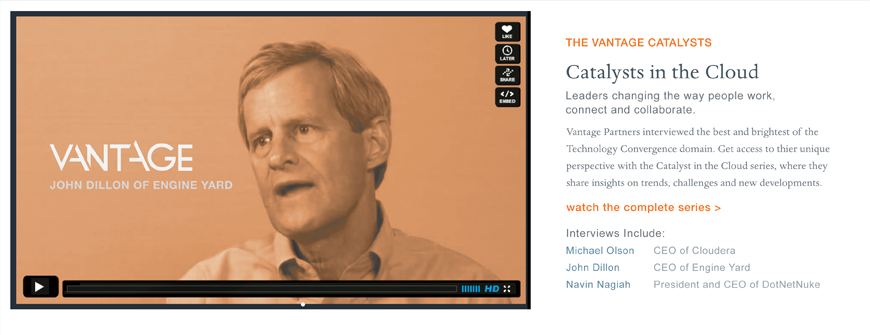 LIKE
LATER
SHARE
EMBED
VANTAGE
JOHN DILLON OF ENGINE YARD
HD
THE VANTAGE CATALYSTS
Catalysts in the Cloud
Leaders changing the way people work,
connect and collaborate.
Vantage Partners interviewed the best and brightest of the
Technology Convergence domain. Get access to thier unique
perspective with the Catalyst in the Cloud series, where they
share insights on trends, challenges and new developments.
watch the complete series >
Interviews Include:
Michael Olson CEO of Cloudera
John Dillon CEO of Engine Yard
Navin Nagiah President and CEO of DotNetNuke